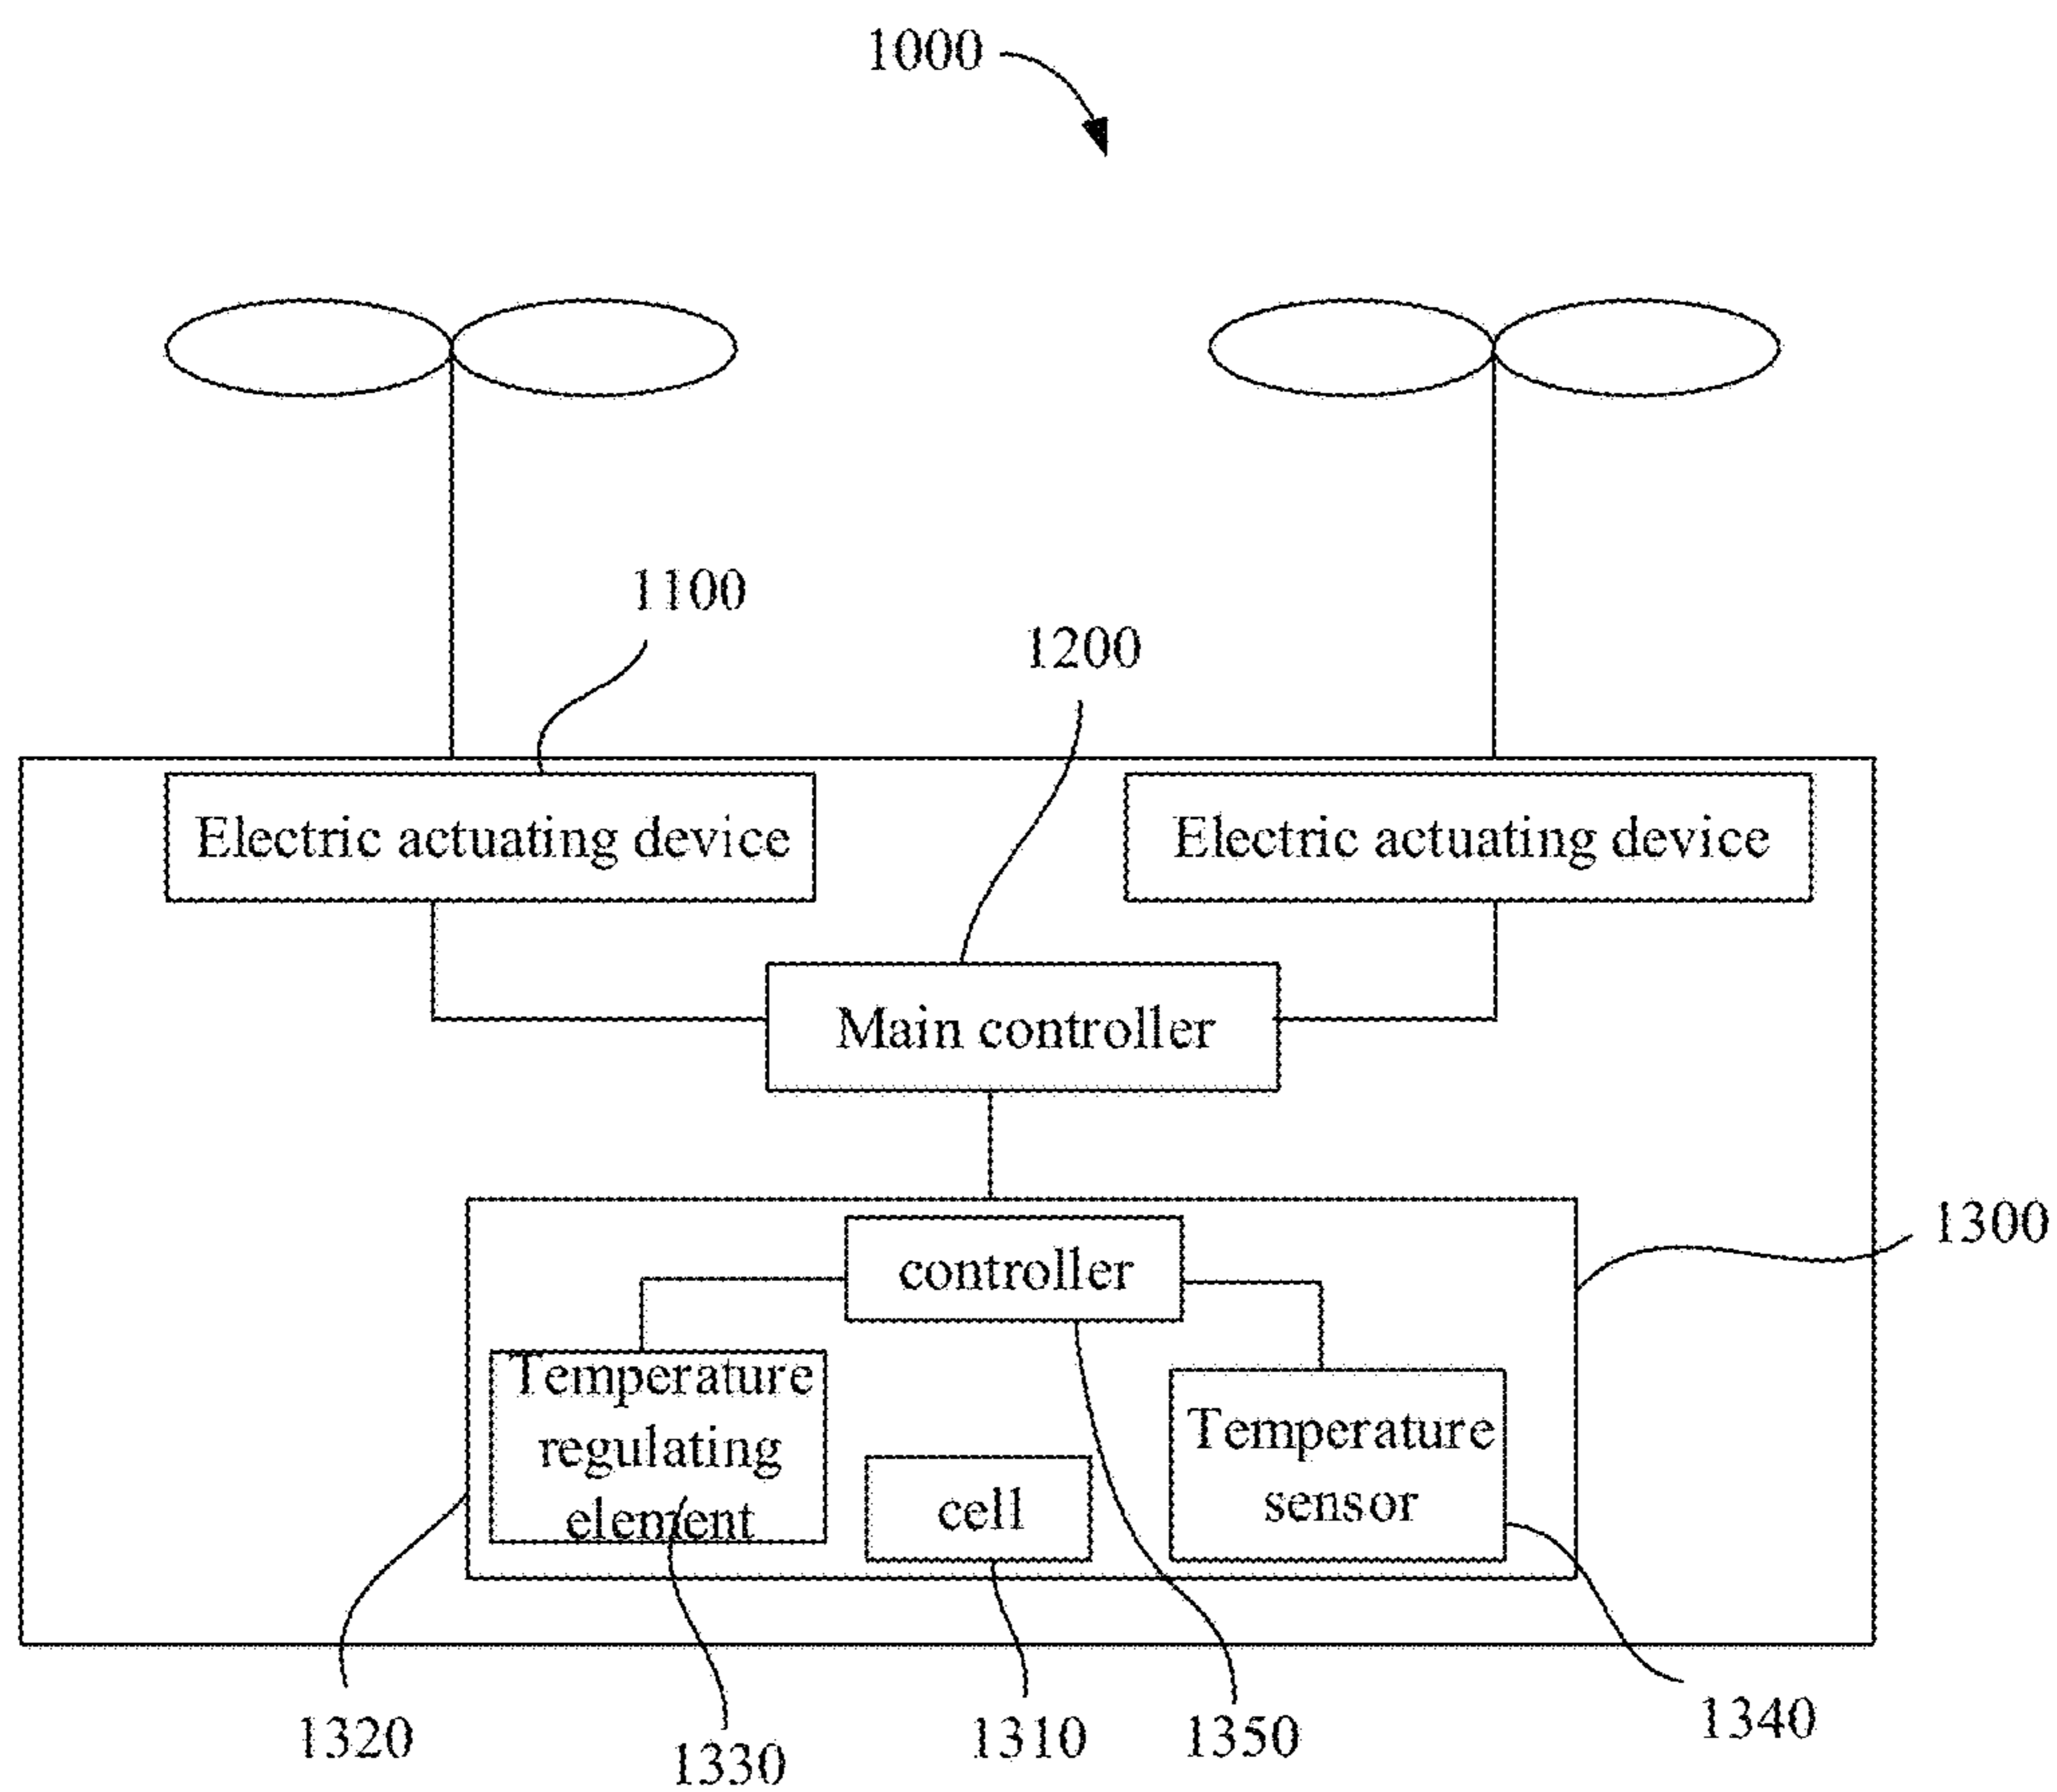 1000
1100
1200
Electric actuating device
Electric actuating device
Main controller
1300
controller
Temperature
regulating
element
Temperature
sensor
cell
1320
1330
1310
1350
1340